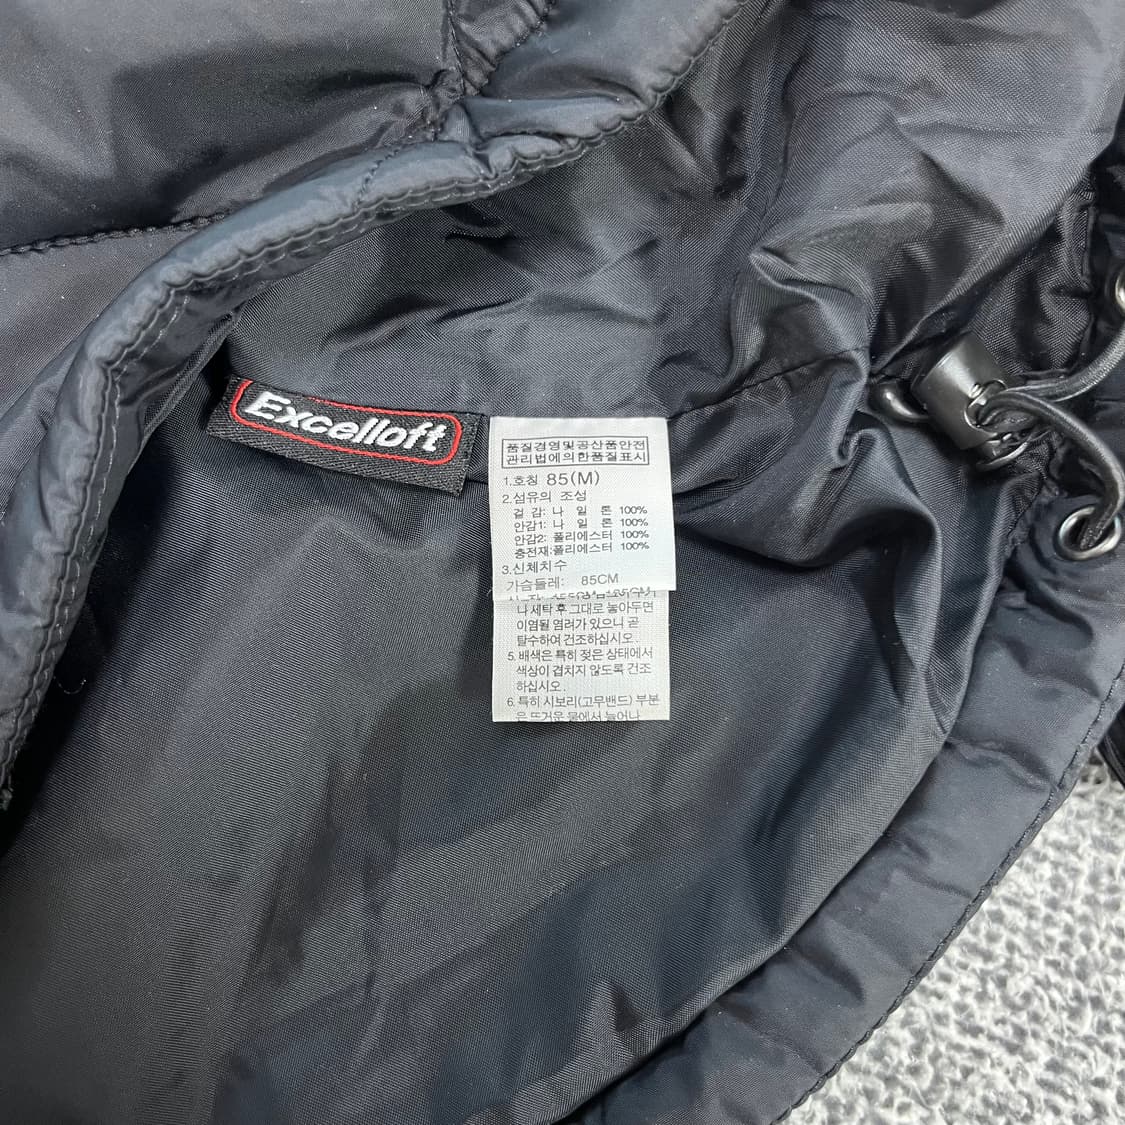 Excelloft
품질경영및공산품안전
관리법에의한품질표시
1.호칭 85(M)
2.섬유의 조성
겉 감: 나 일 론 100%
안감1: 나 일 론 100%
안감2: 폴리에스터 100%
충전재:폴리에스터 100%
3.신체치수
가슴둘레: 85CM
나 세탁 후 그대로 놓아두면
이염될 염려가 있으니 곧
탈수하여 건조하십시오.
5. 배색은 특히 젖은 상태에서
색상이 겹치지 않도록 건조
하십시오.
6. 특히 시보리(고무밴드) 부분
은 뜨거운 물에서 늘어나